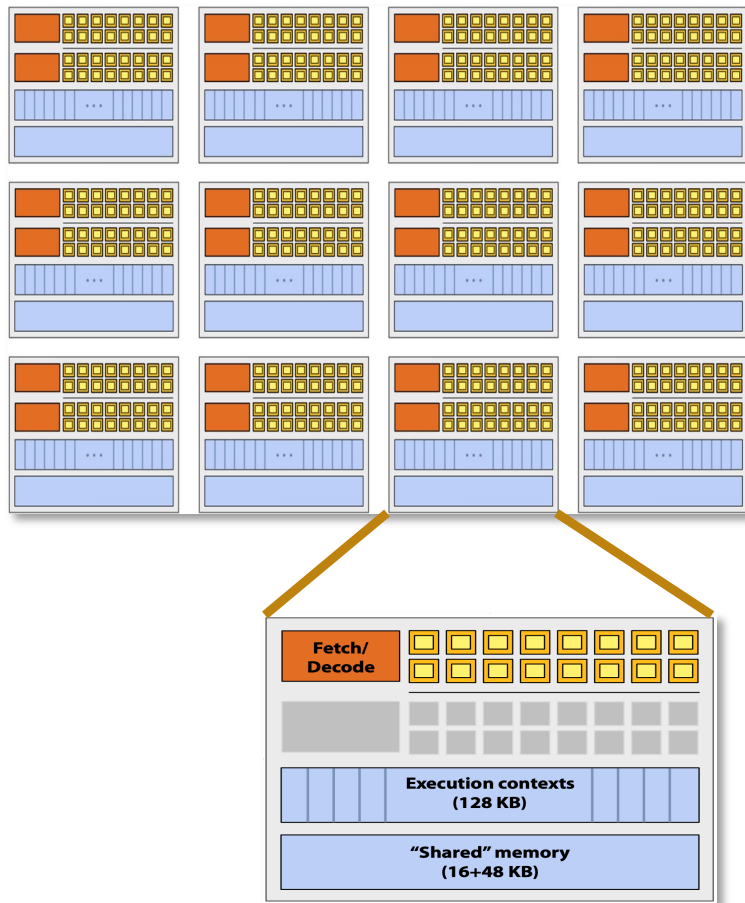 Fetch/
Decode
Execution contexts
(128 KB)
“Shared” memory
(16+48 KB)